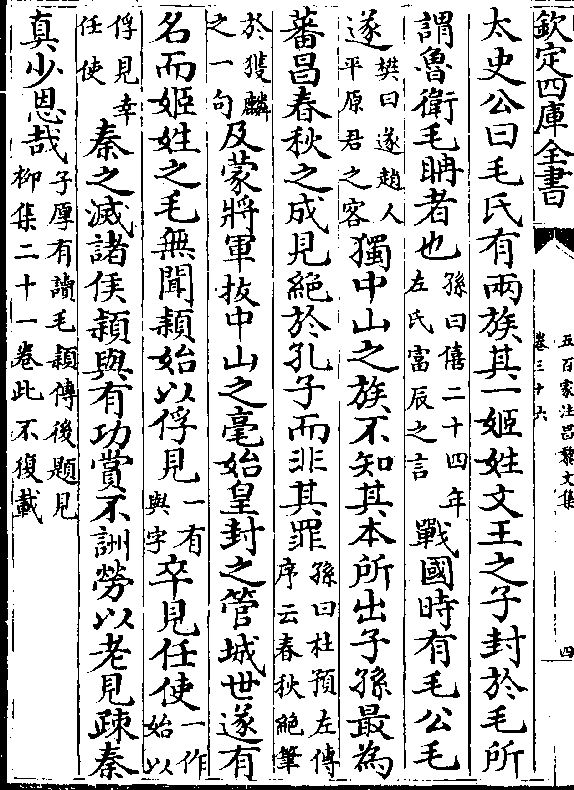 欽定四庫全書
五百家注昌黎文集
卷三十六
四
太史公曰毛氏有兩族其一姬姓文王之子封於毛所
謂魯衛毛聃者也孫曰僖二十四年左氏富辰之言戰國時有毛公毛
遂樊曰遂趙人平原君之客獨中山之族不知其本所出子孫最為
蕃昌春秋之成見絕於孔子而非其罪孫曰杜預左傳序云春秋絕筆
於獲麟之一句及蒙將軍拔中山之毫始皇封之管城世遂有
名而姬姓之毛無聞頴始以俘見一有與字卒見任使一作始以
俘見幸任使秦之滅諸侯頴與有功賞不詶勞以老見疎秦
真少恩哉子厚有讀毛頴傳後題見柳集二十一卷此不復載